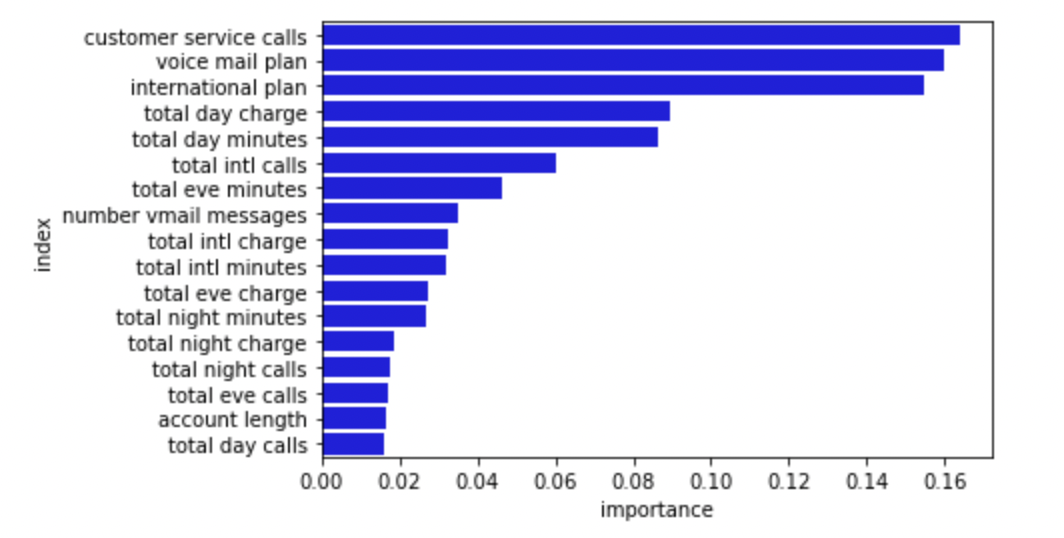 customer service calls
voice mail plan
international plan
total day charge
total day minutes
total intl calls
total eve minutes
number vmail messages
total intl charge
total intl minutes
total eve charge
total night minutes
total night charge
total night calls
total eve calls
account length
total day calls
index
0.00 0.02 0.04 0.06 0.08 0.10 0.12 0.14 0.16
importance